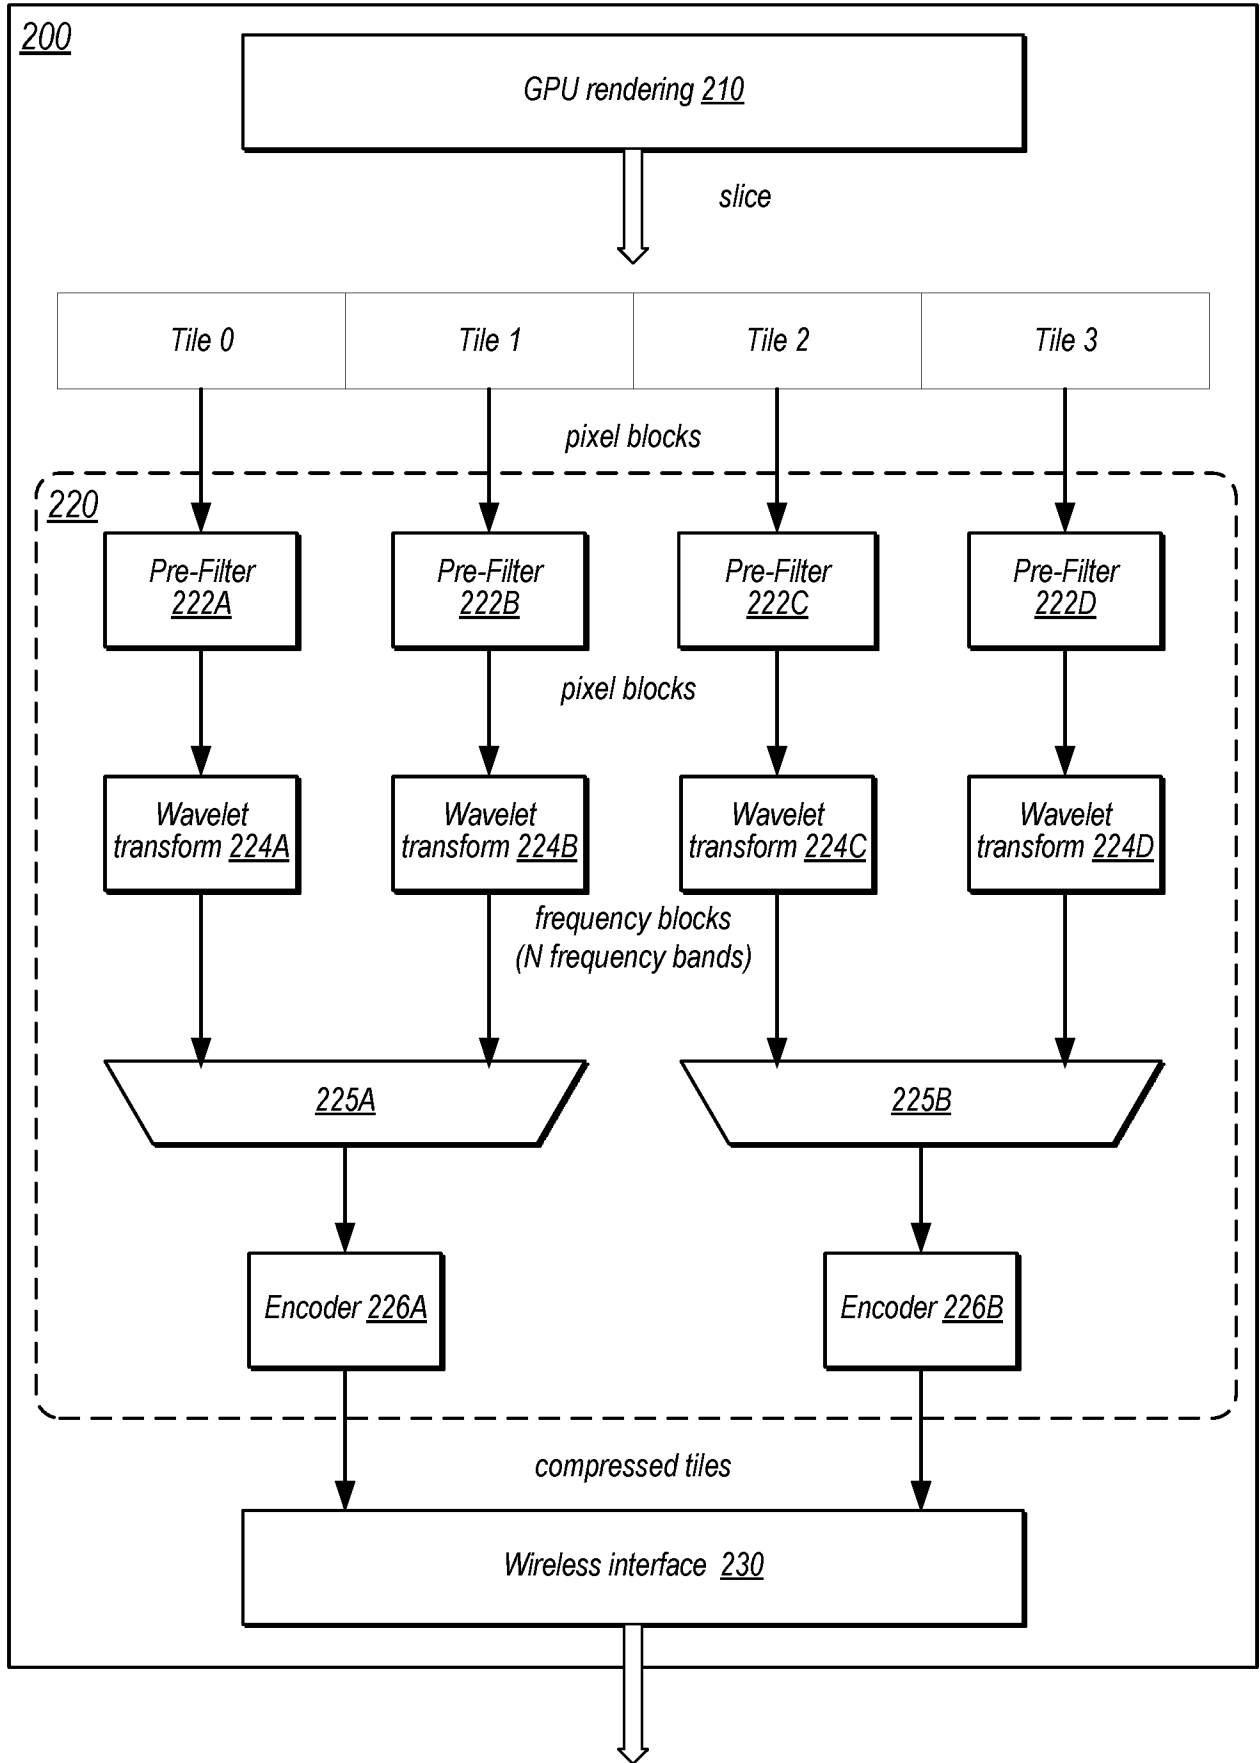 200
GPU rendering 210
slice
Tile 0
Tile 1
Tile 2
Tile 3
pixel blocks
220
Pre-Filter
222A
Pre-Filter
222B
Pre-Filter
222C
Pre-Filter
222D
pixel blocks
Wavelet
transform 224A
Wavelet
transform 224B
Wavelet
transform 224C
Wavelet
transform 224D
frequency blocks
(N frequency bands)
225A
225B
Encoder 226A
Encoder 226B
compressed tiles
Wireless interface 230